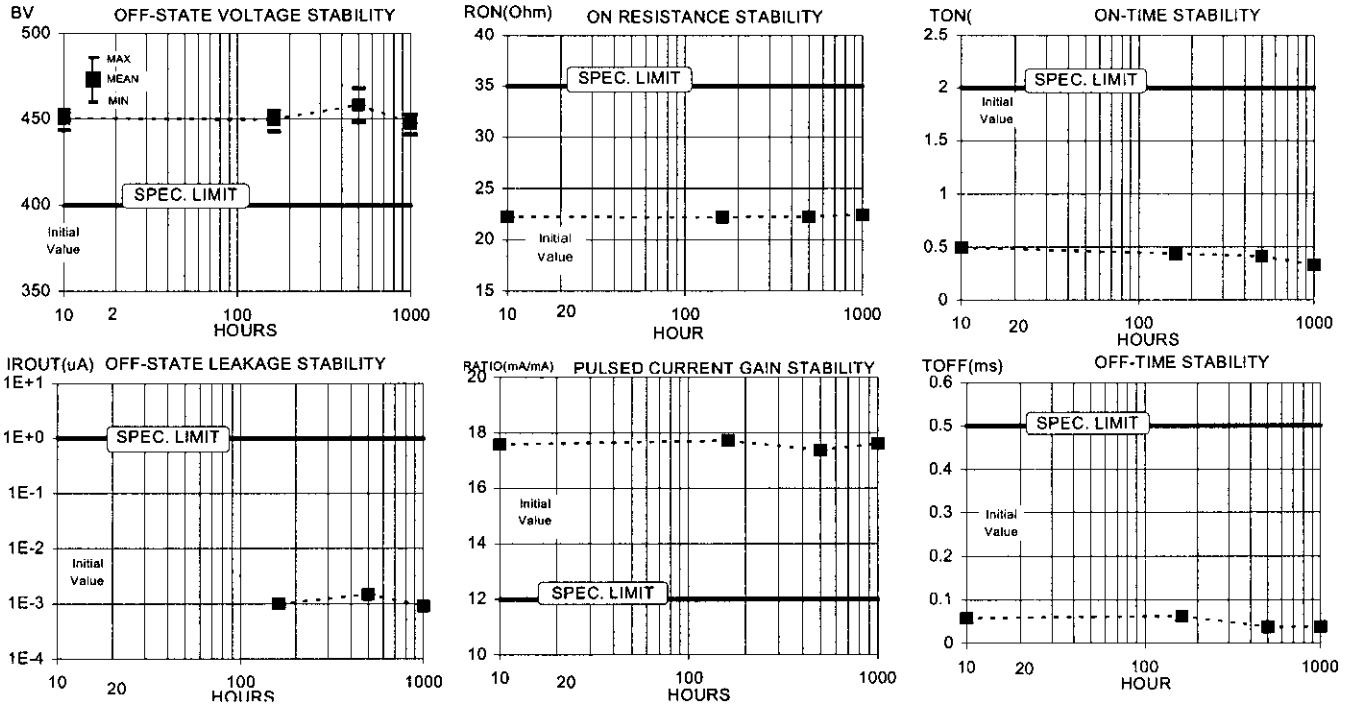 BV OFF-STATE VOLTAGE STABILITY
500
MAX
MEAN
MIN
450
SPEC. LIMIT
400
Initial
Value
350
10 2 100 1000
HOURS
RON(Ohm) ON RESISTANCE STABILITY
40
SPEC. LIMIT
35
30
25
22
Initial
Value
15
10 20 100 1000
HOUR
TON( ON-TIME STABILITY
2.5
SPEC. LIMIT
2
Initial
Value
1.5
1
0.5
0
10 20 100 1000
HOURS
IROUT(uA) OFF-STATE LEAKAGE STABILITY
1E+1
1E+0 SPEC. LIMIT
1E-1
1E-2
Initial
Value
1E-3
1E-4
10 20 100 1000
HOURS
RATIO(mA/mA) PULSED CURRENT GAIN STABILITY
20
18
16
Initial
Value
14
12 SPEC. LIMIT
10
10 20 100 1000
HOURS
TOFF(ms) OFF-TIME STABILITY
0.6
0.5 SPEC. LIMIT
0.4
0.3 Initial
Value
0.2
0.1
0
10 20 100 1000
HOUR